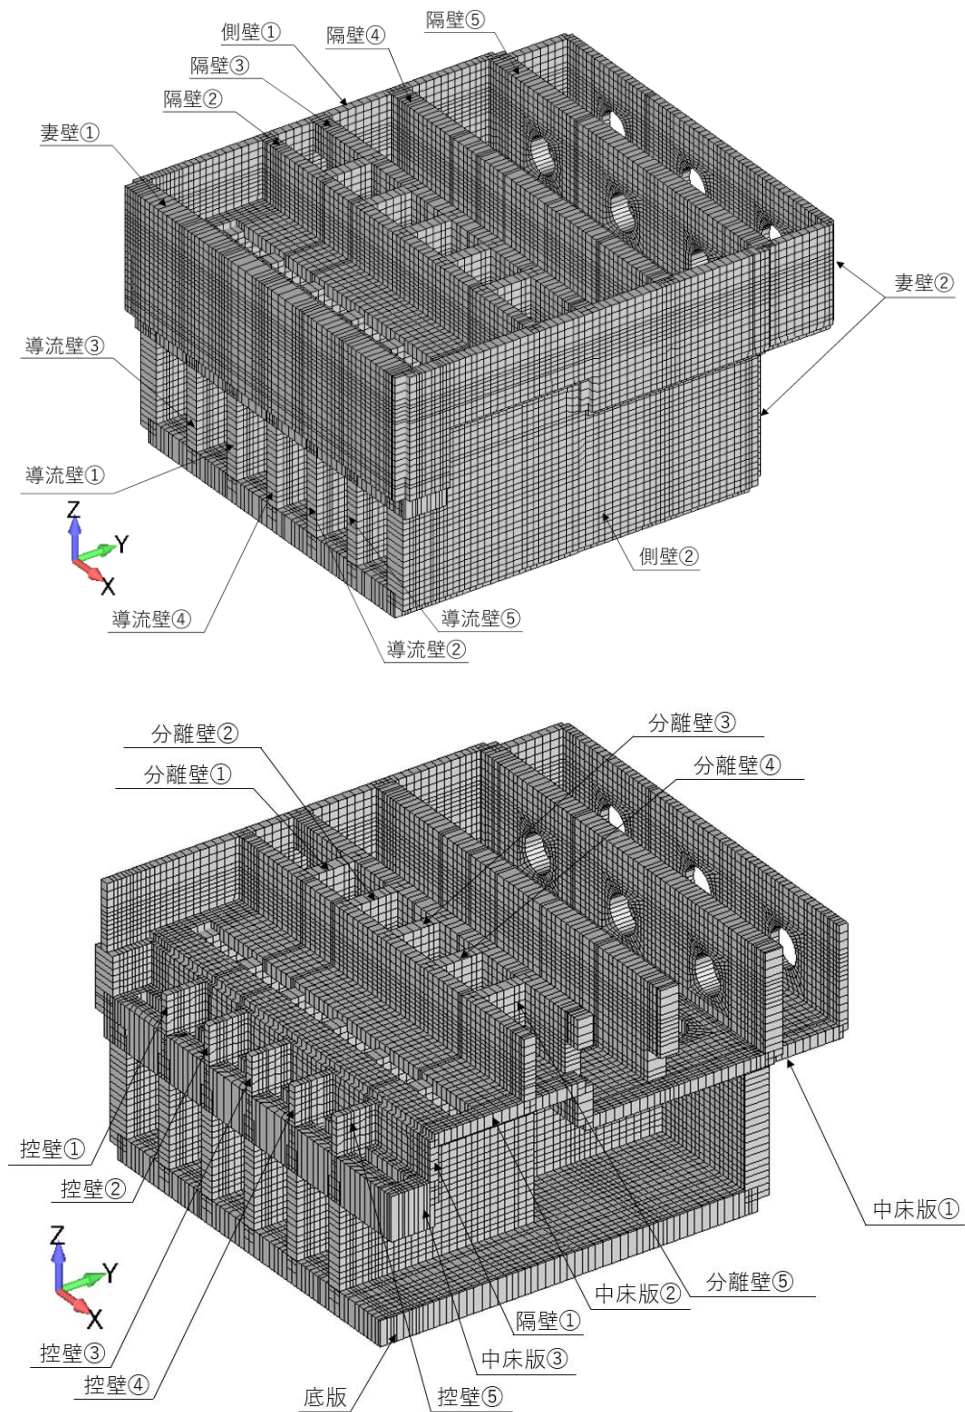 隔壁⑤
側壁①
隔壁④
隔壁③
隔壁②
妻壁①
妻壁②
導流壁③
導流壁①
Z
Y
X
側壁②
導流壁④
導流壁⑤
導流壁②
分離壁②
分離壁③
分離壁①
分離壁④
控壁①
控壁②
中床版①
Z
Y
X
分離壁⑤
中床版②
隔壁①
控壁③
中床版③
控壁④
底版
控壁⑤